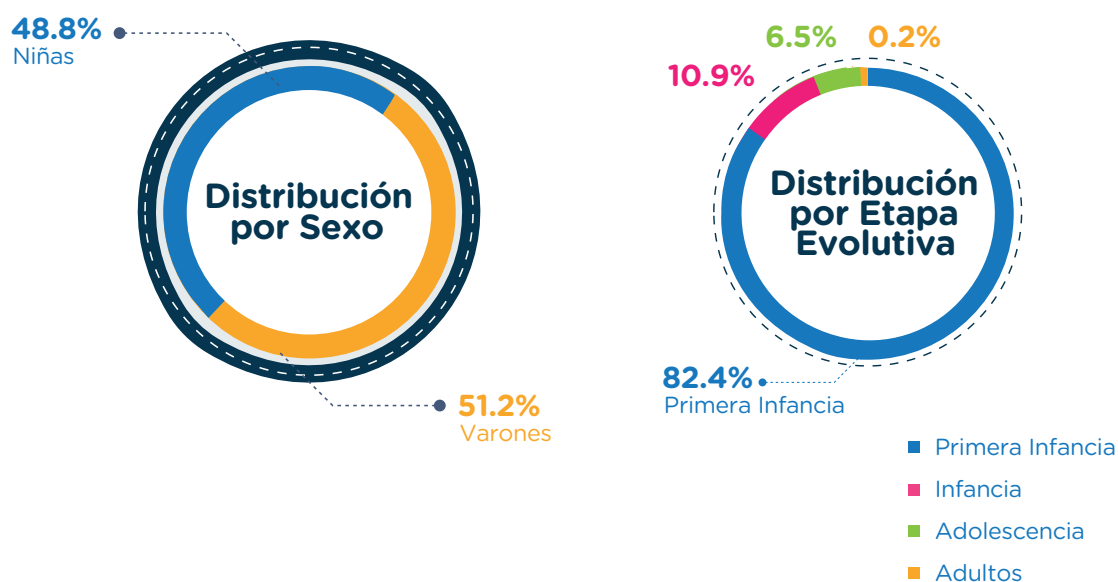 48.8%
Niñas
Distribución
por Sexo
51.2%
Varones
6.5%
0.2%
10.9%
Distribución
por Etapa
Evolutiva
82.4%
Primera Infancia
Primera Infancia
Infancia
Adolescencia
Adultos